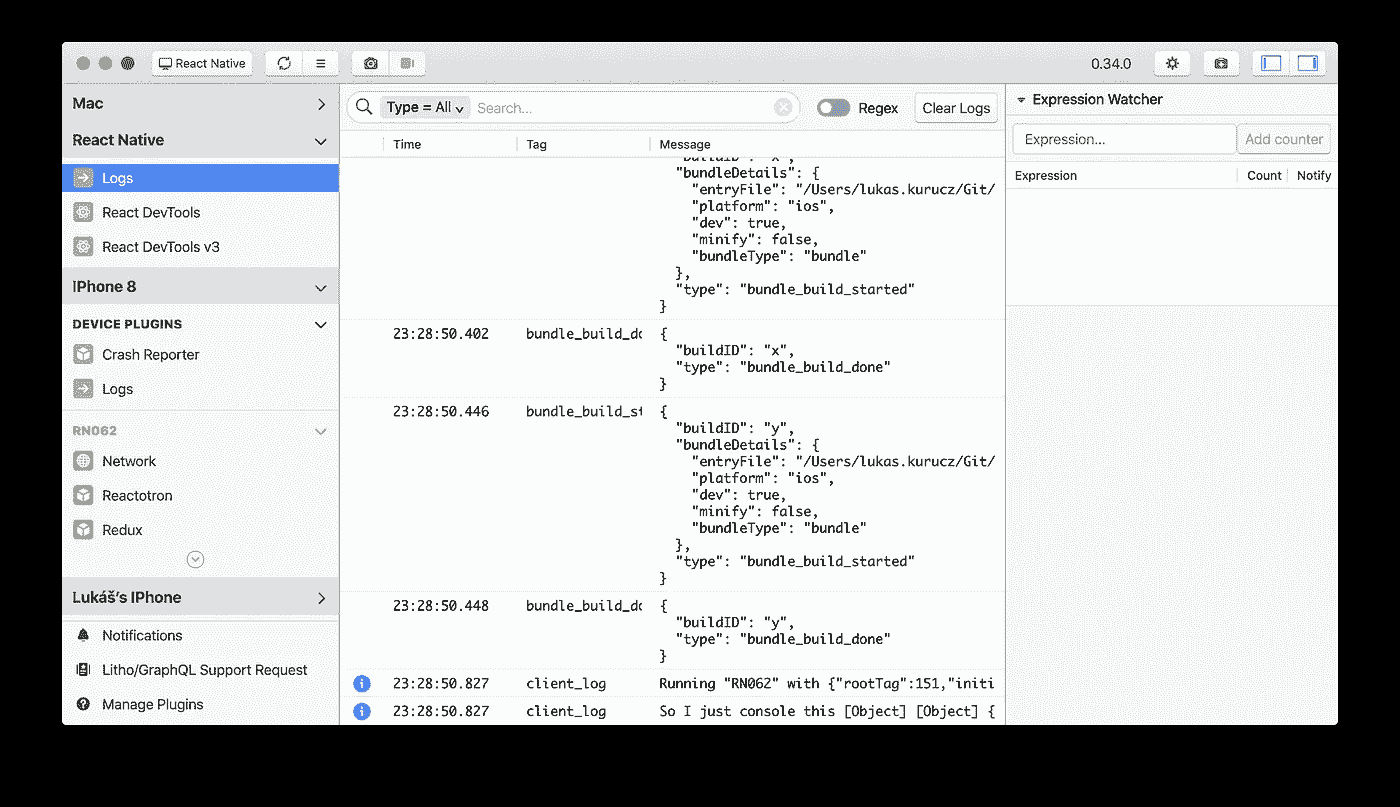 React Native
0.34.0
Mac
React Native
Logs
React DevTools
React DevTools v3
iPhone 8
DEVICE PLUGINS
Crash Reporter
Logs
RN062
Network
Reactotron
Redux
Lukáš's iPhone
Notifications
Litho/GraphQL Support Request
Manage Plugins
Type = All Search...
Regex
Clear Logs
Time Tag Message
"buildID": "x",
"bundleDetails": {
"entryFile": "/Users/lukas.kurucz/Git/
"platform": "ios",
"dev": true,
"minify": false,
"bundleType": "bundle"
},
"type": "bundle_build_started"
}
23:28:50.402 bundle_build_do {
"buildID": "x",
"type": "bundle_build_done"
}
23:28:50.446 bundle_build_st {
"buildID": "y",
"bundleDetails": {
"entryFile": "/Users/lukas.kurucz/Git/
"platform": "ios",
"dev": true,
"minify": false,
"bundleType": "bundle"
},
"type": "bundle_build_started"
}
23:28:50.448 bundle_build_do {
"buildID": "y",
"type": "bundle_build_done"
}
23:28:50.827 client_log Running "RN062" with {"rootTag":151,"initi
23:28:50.827 client_log So I just console this [Object] [Object] {
Expression Watcher
Expression... Add counter
Expression Count Notify